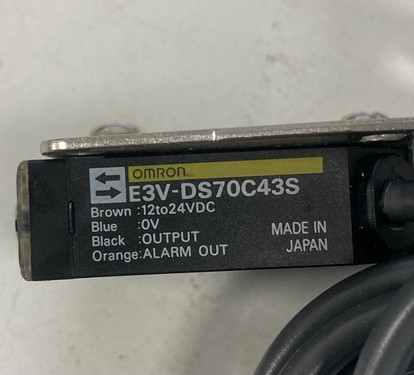 OMRON
E3V-DS70C43S
Brown :12to24VDC
Blue :0V
Black :OUTPUT
Orange:ALARM OUT
MADE IN
JAPAN